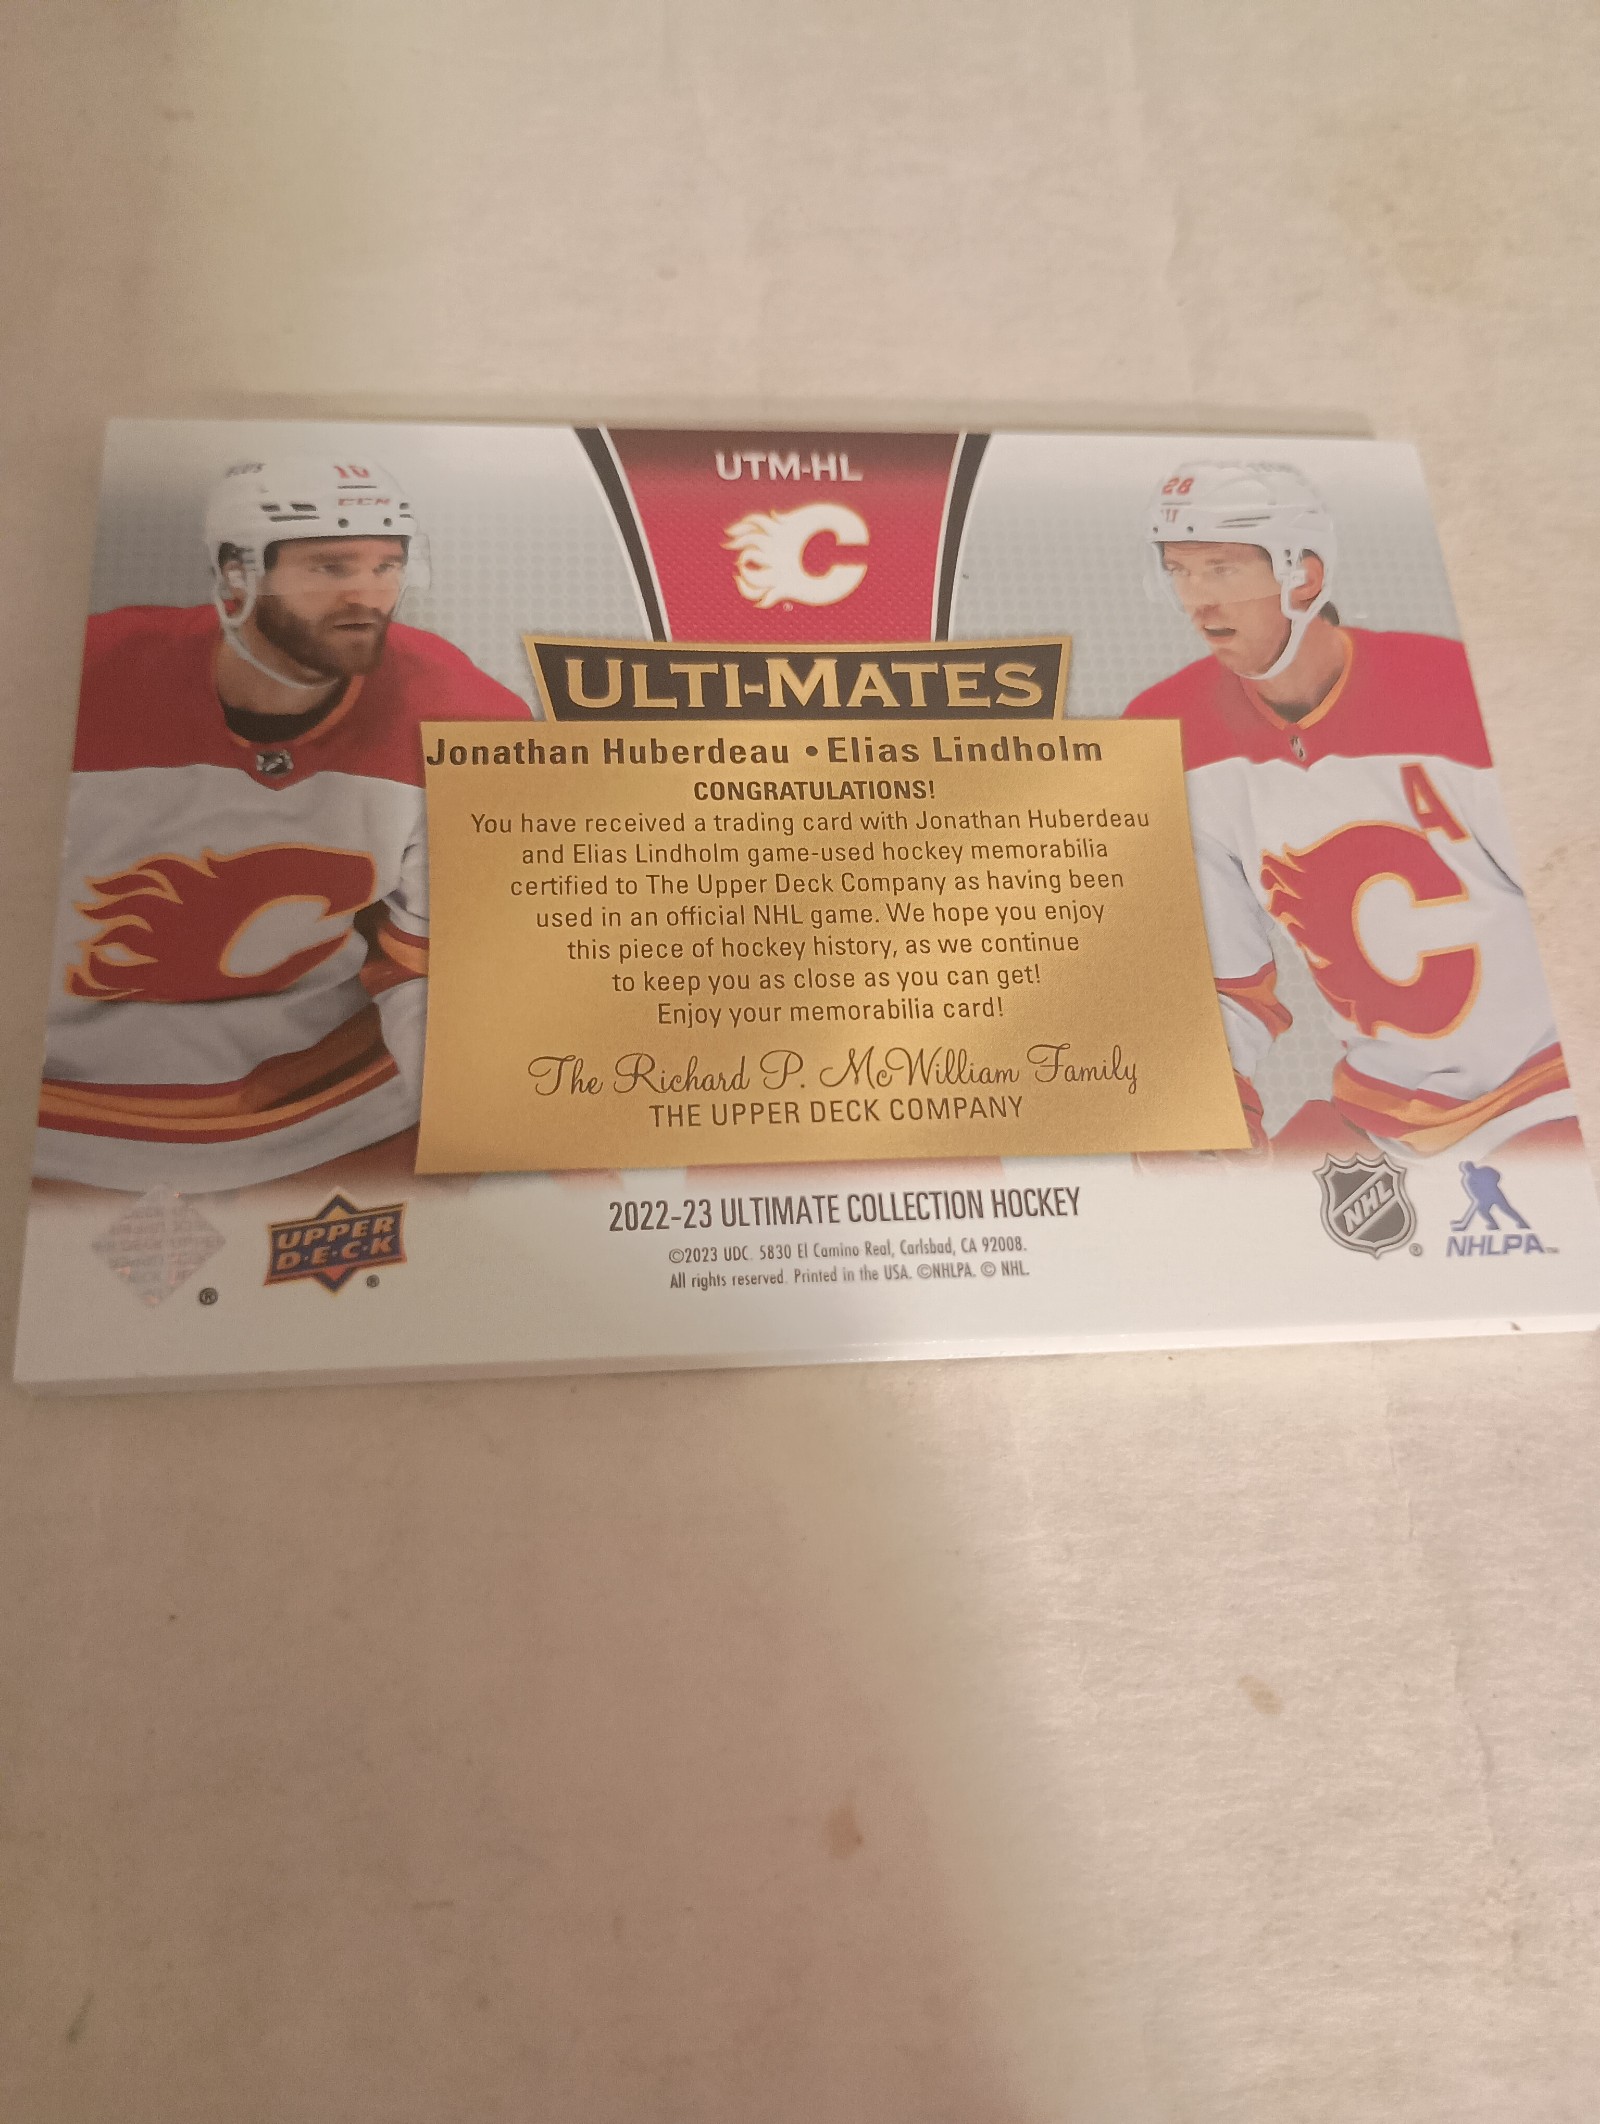 UTM-HL
10
CCM
28
ULTI-MATES
Jonathan Huberdeau • Elias Lindholm
CONGRATULATIONS!
You have received a trading card with Jonathan Huberdeau
and Elias Lindholm game-used hockey memorabilia
certified to The Upper Deck Company as having been
used in an official NHL game. We hope you enjoy
this piece of hockey history, as we continue
to keep you as close as you can get!
Enjoy your memorabilia card!
The Richard P. McWilliam Family
THE UPPER DECK COMPANY
A
C
C
UPPER
D·E·C·K
®
®
2022-23 ULTIMATE COLLECTION HOCKEY
©2023 UDC. 5830 El Camino Real, Carlsbad, CA 92008.
All rights reserved. Printed in the USA. ©NHLPA. © NHL.
NHL
®
NHLPA™